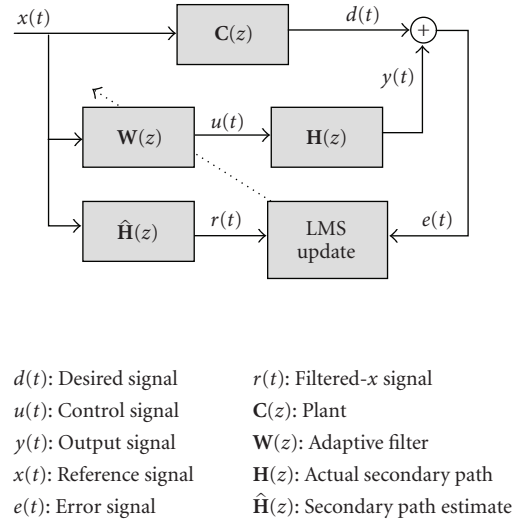 x(t)
C(z)
d(t)
+
y(t)
W(z)
u(t)
H(z)
Ĥ(z)
r(t)
LMS
update
e(t)
d(t): Desired signal
u(t): Control signal
y(t): Output signal
x(t): Reference signal
e(t): Error signal
r(t): Filtered-x signal
C(z): Plant
W(z): Adaptive filter
H(z): Actual secondary path
Ĥ(z): Secondary path estimate